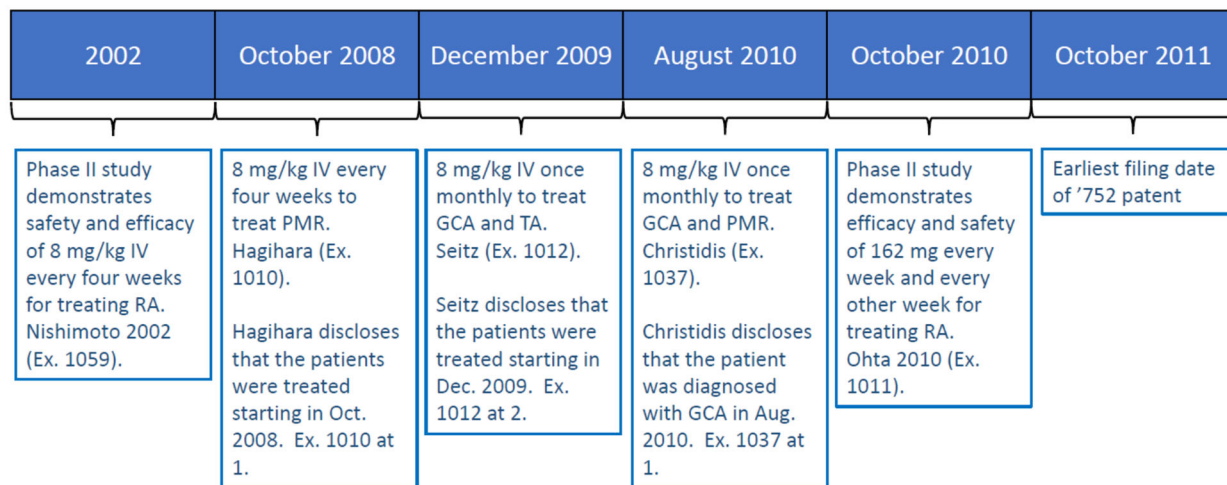 2002
October 2008
December 2009
August 2010
October 2010
October 2011
Phase II study
demonstrates
safety and efficacy
of 8 mg/kg IV
every four weeks
for treating RA.
Nishimoto 2002
(Ex. 1059).
8 mg/kg IV every
four weeks to
treat PMR.
Hagihara (Ex.
1010).
Hagihara discloses
that the patients
were treated
starting in Oct.
2008.  Ex. 1010 at
1.
8 mg/kg IV once
monthly to treat
GCA and TA.
Seitz (Ex. 1012).
Seitz discloses that
the patients were
treated starting in
Dec. 2009.  Ex.
1012 at 2.
8 mg/kg IV once
monthly to treat
GCA and PMR.
Christidis (Ex.
1037).
Christidis discloses
that the patient
was diagnosed
with GCA in Aug.
2010.  Ex. 1037 at
1.
Phase II study
demonstrates
efficacy and safety
of 162 mg every
week and every
other week for
treating RA.
Ohta 2010 (Ex.
1011).
Earliest filing date
of ’752 patent